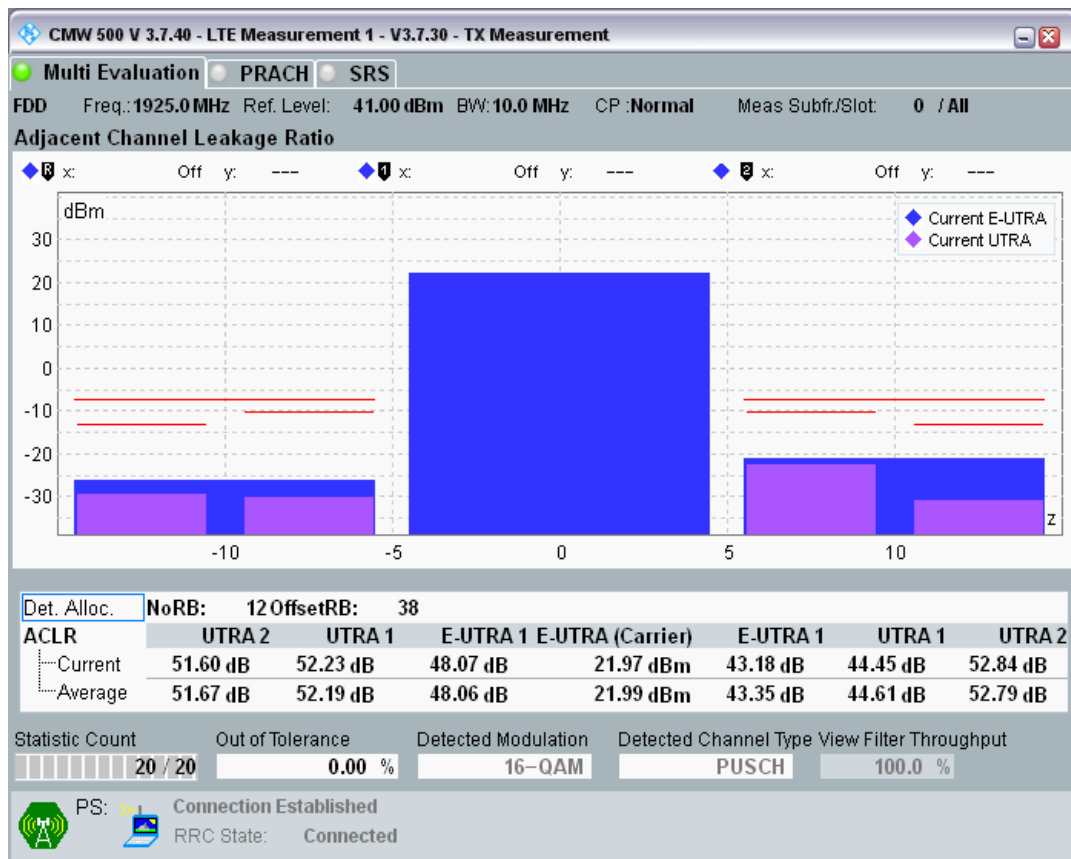 CMW 500 V 3.7.40 - LTE Measurement 1 - V3.7.30 - TX Measurement
Multi Evaluation PRACH SRS
FDD Freq.:1925.0 MHz Ref. Level: 41.00 dBm BW:10.0 MHz CP :Normal Meas Subfr./Slot: 0 / All
Adjacent Channel Leakage Ratio
R x: Off y: --- 1 x: Off y: --- 2 x: Off y: ---
dBm
Current E-UTRA
Current UTRA
30
20
10
0
-10
-20
-30
z
-10 -5 0 5 10
Det. Alloc. NoRB: 12 OffsetRB: 38
ACLR UTRA 2 UTRA 1 E-UTRA 1 E-UTRA (Carrier) E-UTRA 1 UTRA 1 UTRA 2
Current 51.60 dB 52.23 dB 48.07 dB 21.97 dBm 43.18 dB 44.45 dB 52.84 dB
Average 51.67 dB 52.19 dB 48.06 dB 21.99 dBm 43.35 dB 44.61 dB 52.79 dB
Statistic Count Out of Tolerance Detected Modulation Detected Channel Type View Filter Throughput
20 / 20 0.00 % 16-QAM PUSCH 100.0 %
PS: Connection Established
RRC State: Connected